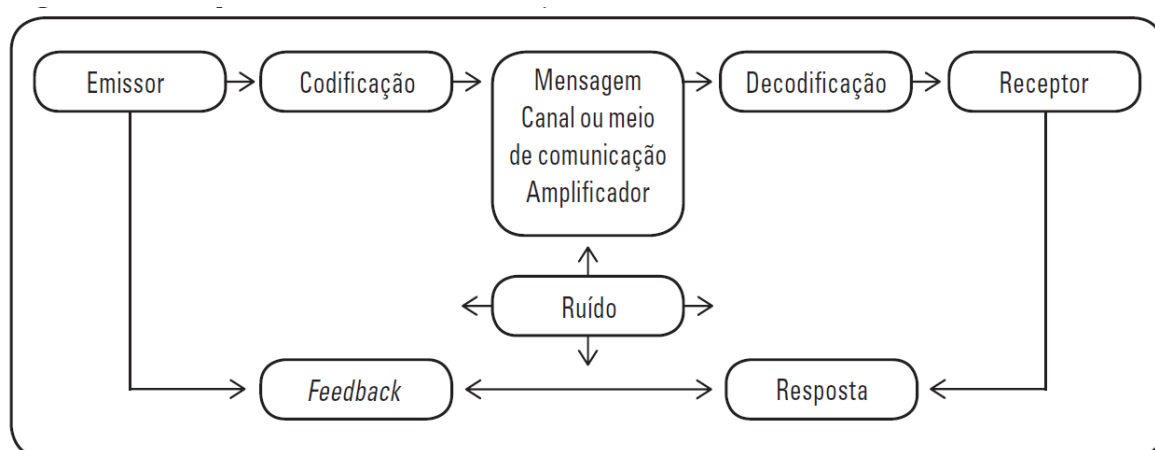 Emissor
Codificação
Mensagem
Canal ou meio
de comunicação
Amplificador
Decodificação
Receptor
Ruído
Feedback
Resposta